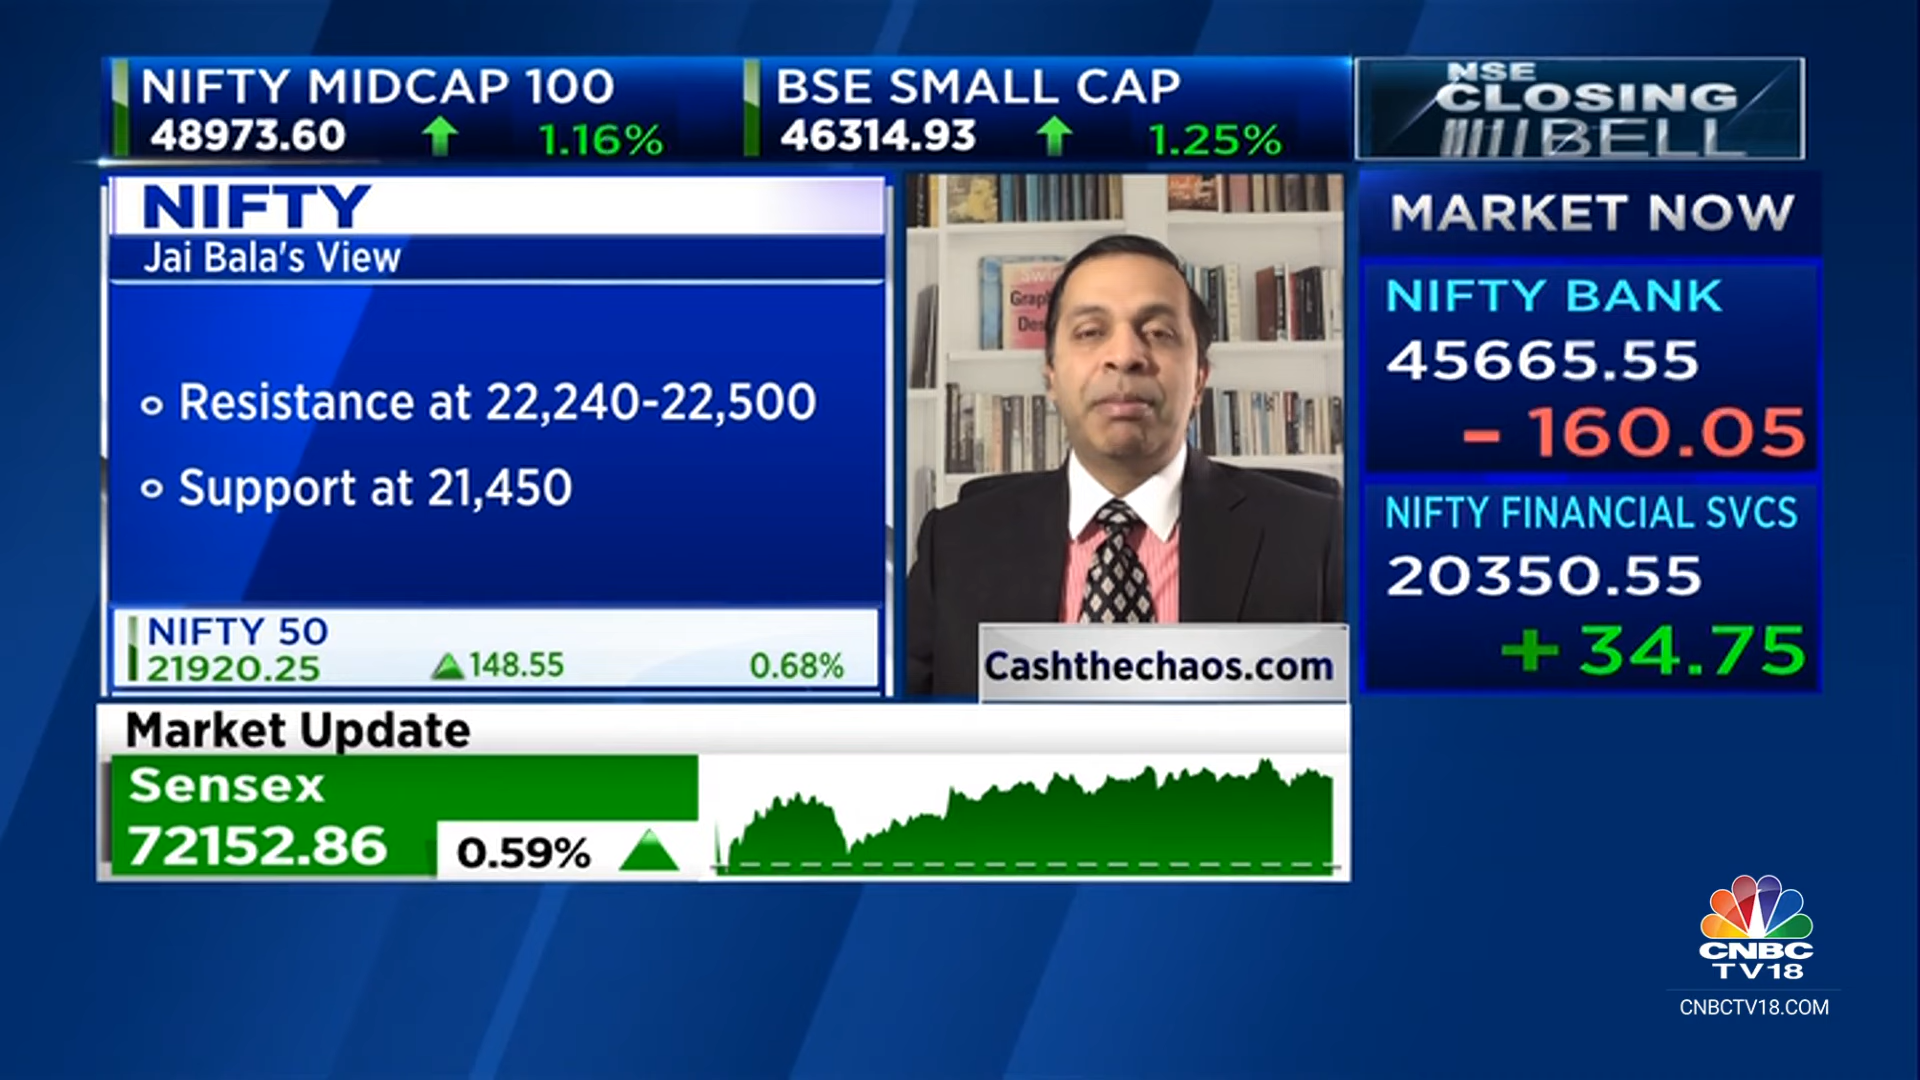 NIFTY MIDCAP 100
48973.60 1.16%
BSE SMALL CAP
46314.93 1.25%
NSE
CLOSING
BELL
NIFTY
Jai Bala's View
Resistance at 22,240-22,500
Support at 21,450
NIFTY 50
21920.25 148.55 0.68%
Swis
Grap
Des
Cashthechaos.com
MARKET NOW
NIFTY BANK
45665.55
- 160.05
NIFTY FINANCIAL SVCS
20350.55
+ 34.75
Market Update
Sensex
72152.86 0.59%
CNBC
TV18
CNBCTV18.COM